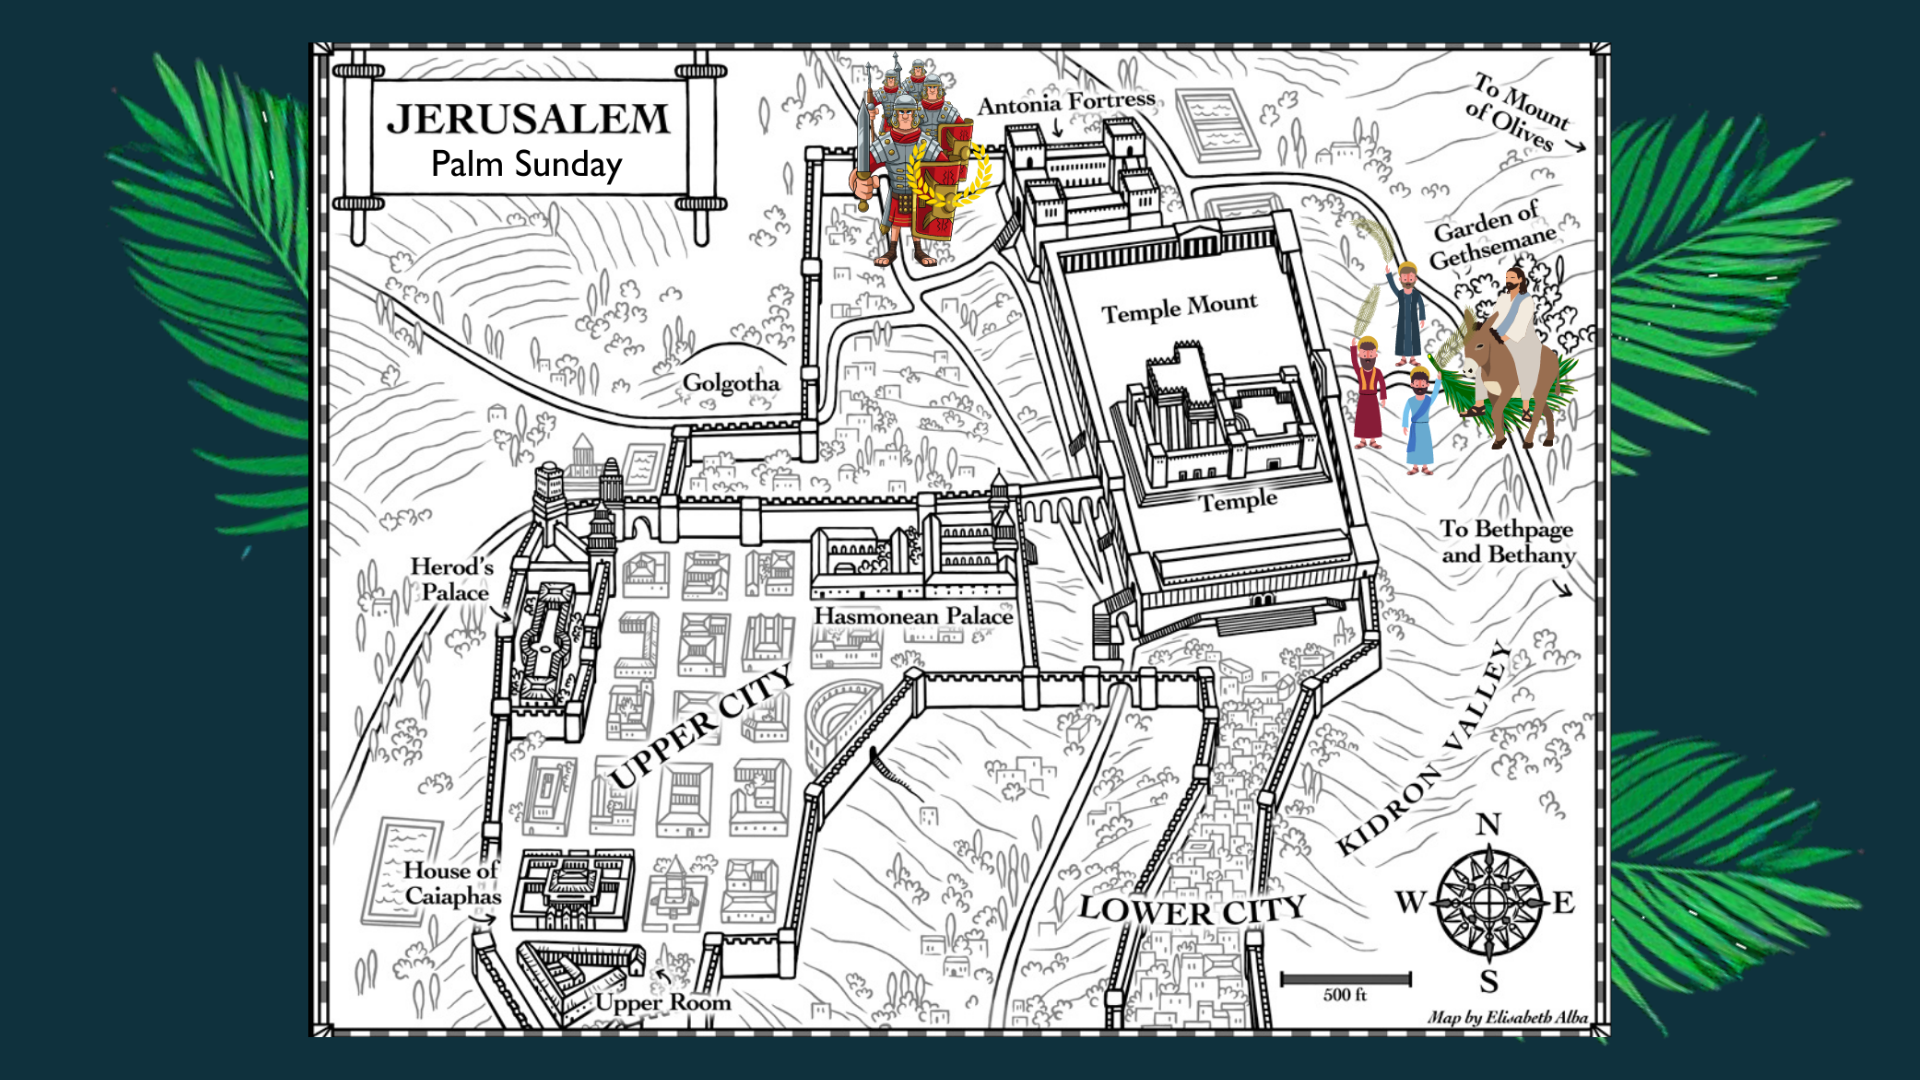 JERUSALEM
Palm Sunday
Antonia Fortress
To Mount
of Olives
Garden of
Gethsemane
Temple Mount
Golgotha
Temple
To Bethpage
and Bethany
Herod's
Palace
Hasmonean Palace
UPPER CITY
KIDRON VALLEY
House of
Caiaphas
LOWER CITY
Upper Room
N
W
E
S
500 ft
Map by Elisabeth Alba